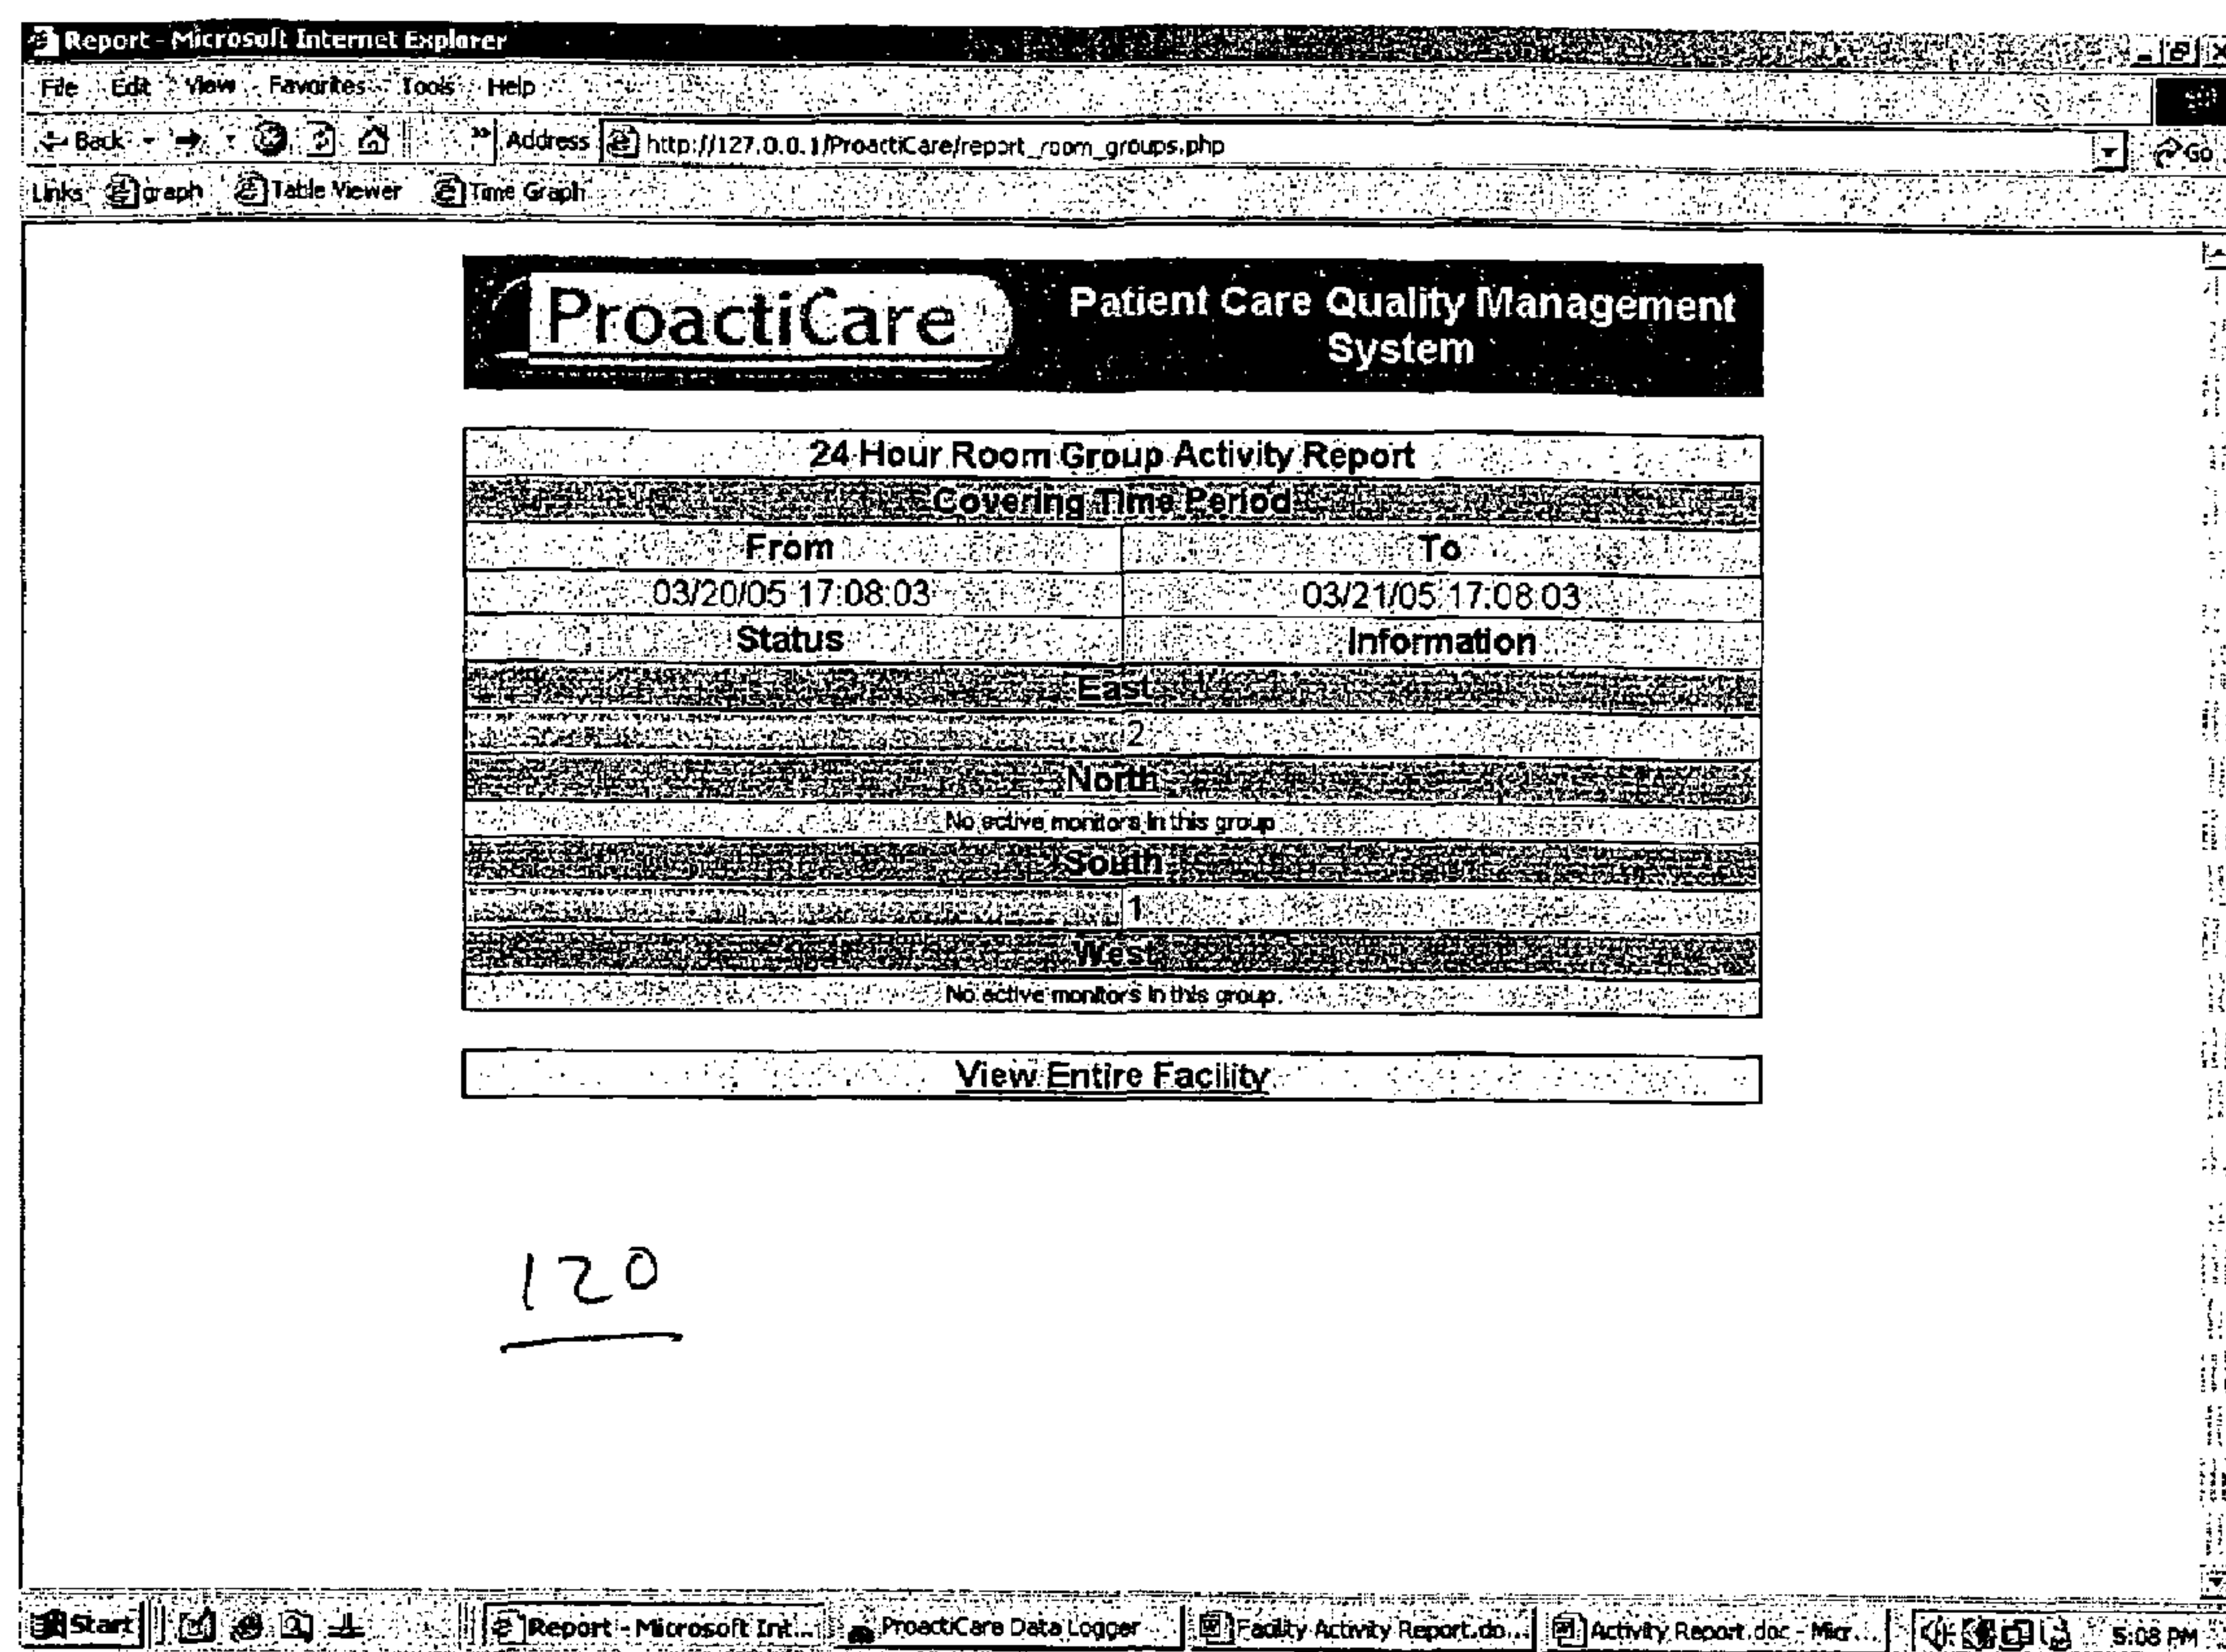 Report - Microsoft Internet Explorer
File Edit View Favorites Tools Help
Back Address http://127.0.0.1/ProactiCare/report_room_groups.php Go
Links graph Table Viewer Time Graph
ProactiCare
Patient Care Quality Management
System
24 Hour Room Group Activity Report
Covering Time Period
From To
03/20/05 17:08:03 03/21/05 17:08:03
Status Information
East
2
North
No active monitors in this group
South
1
West
No active monitors in this group.
View Entire Facility
120
Start Report - Microsoft Int... ProactiCare Data Logger Facility Activity Report.do... Activity Report.doc - Micr... 5:08 PM